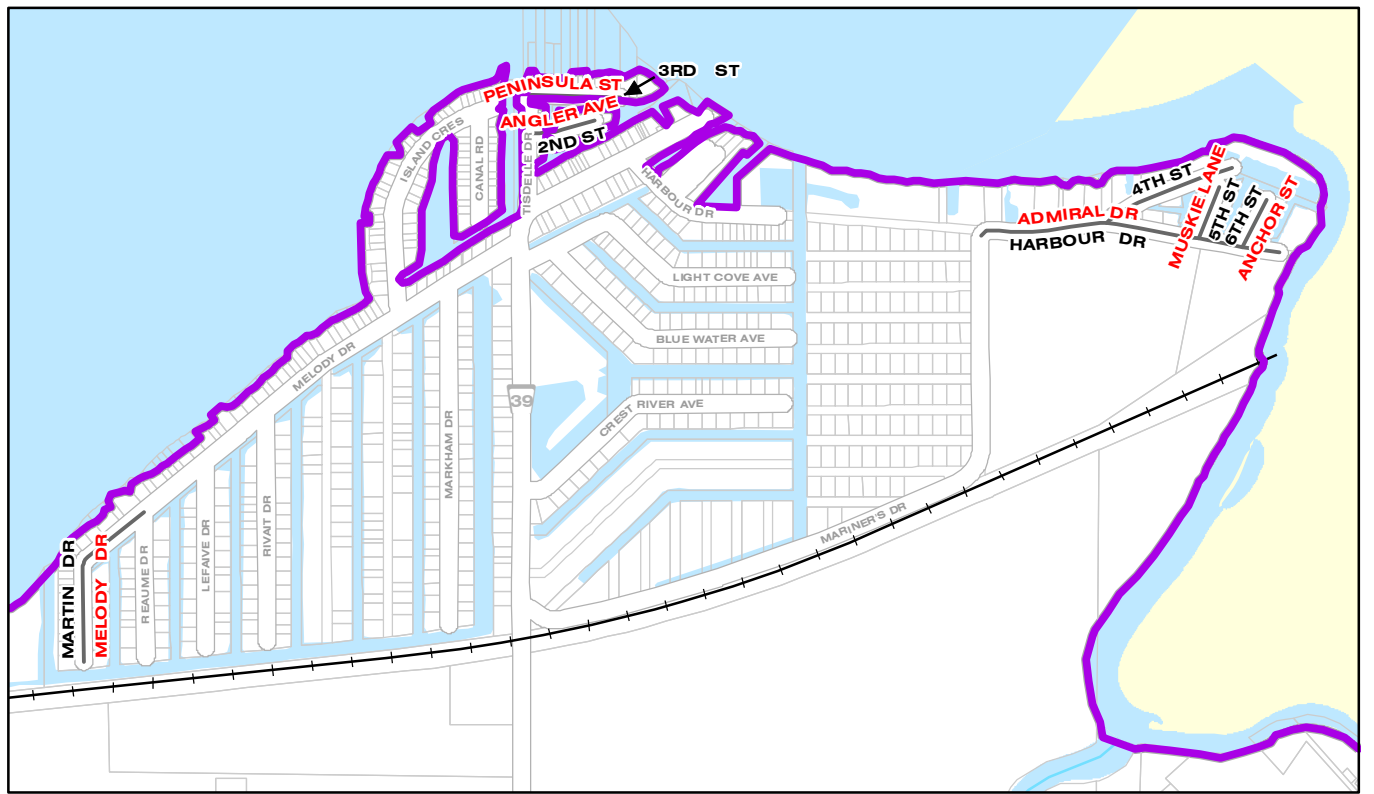 3RD ST
PENINSULA ST
ANGLER AVE
2ND ST
ISLAND CRES
CANAL RD
TISDELLE DR
HARBOUR DR
4TH ST
MUSKIE LANE
5TH ST
6TH ST
ANCHOR ST
ADMIRAL DR
HARBOUR DR
LIGHT COVE AVE
BLUE WATER AVE
MELODY DR
39
CREST
RIVER AVE
MARKHAM DR
MARINER'S DR
RIVAIT DR
LEFAIVE DR
REAUME DR
MARTIN DR
MELODY DR